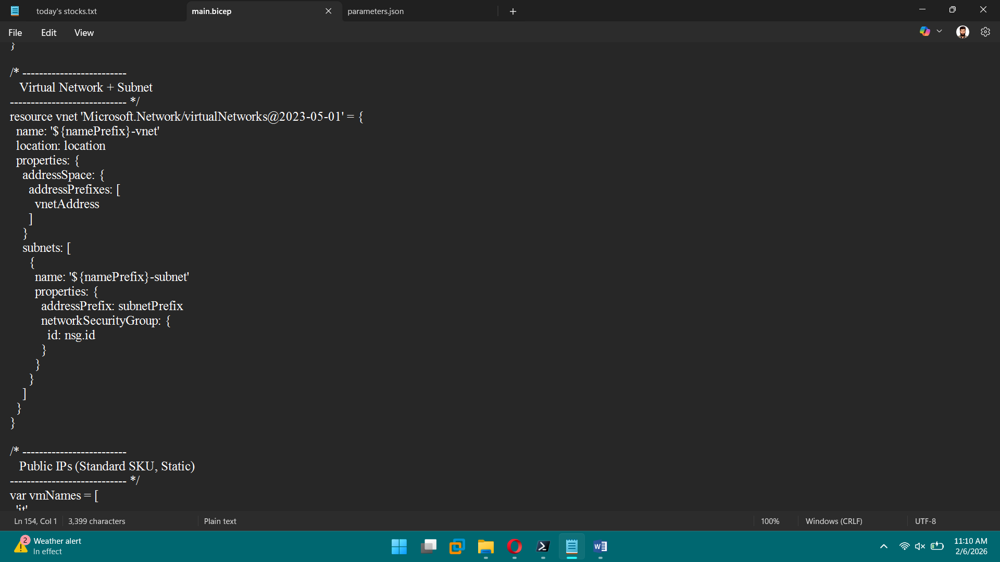 today's stocks.txt
main.bicep
parameters.json
File
Edit
View
}
/* -------------------------
Virtual Network + Subnet
---------------------------- */
resource vnet 'Microsoft.Network/virtualNetworks@2023-05-01' = {
name: '${namePrefix}-vnet'
location: location
properties: {
addressSpace: {
addressPrefixes: [
vnetAddress
]
}
subnets: [
{
name: '${namePrefix}-subnet'
properties: {
addressPrefix: subnetPrefix
networkSecurityGroup: {
id: nsg.id
}
}
}
]
}
}
/* -------------------------
Public IPs (Standard SKU, Static)
---------------------------- */
var vmNames = [
'it'
Ln 154, Col 1
3,399 characters
Plain text
100%
Windows (CRLF)
UTF-8
2
Weather alert
In effect
W
11:10 AM
2/6/2026